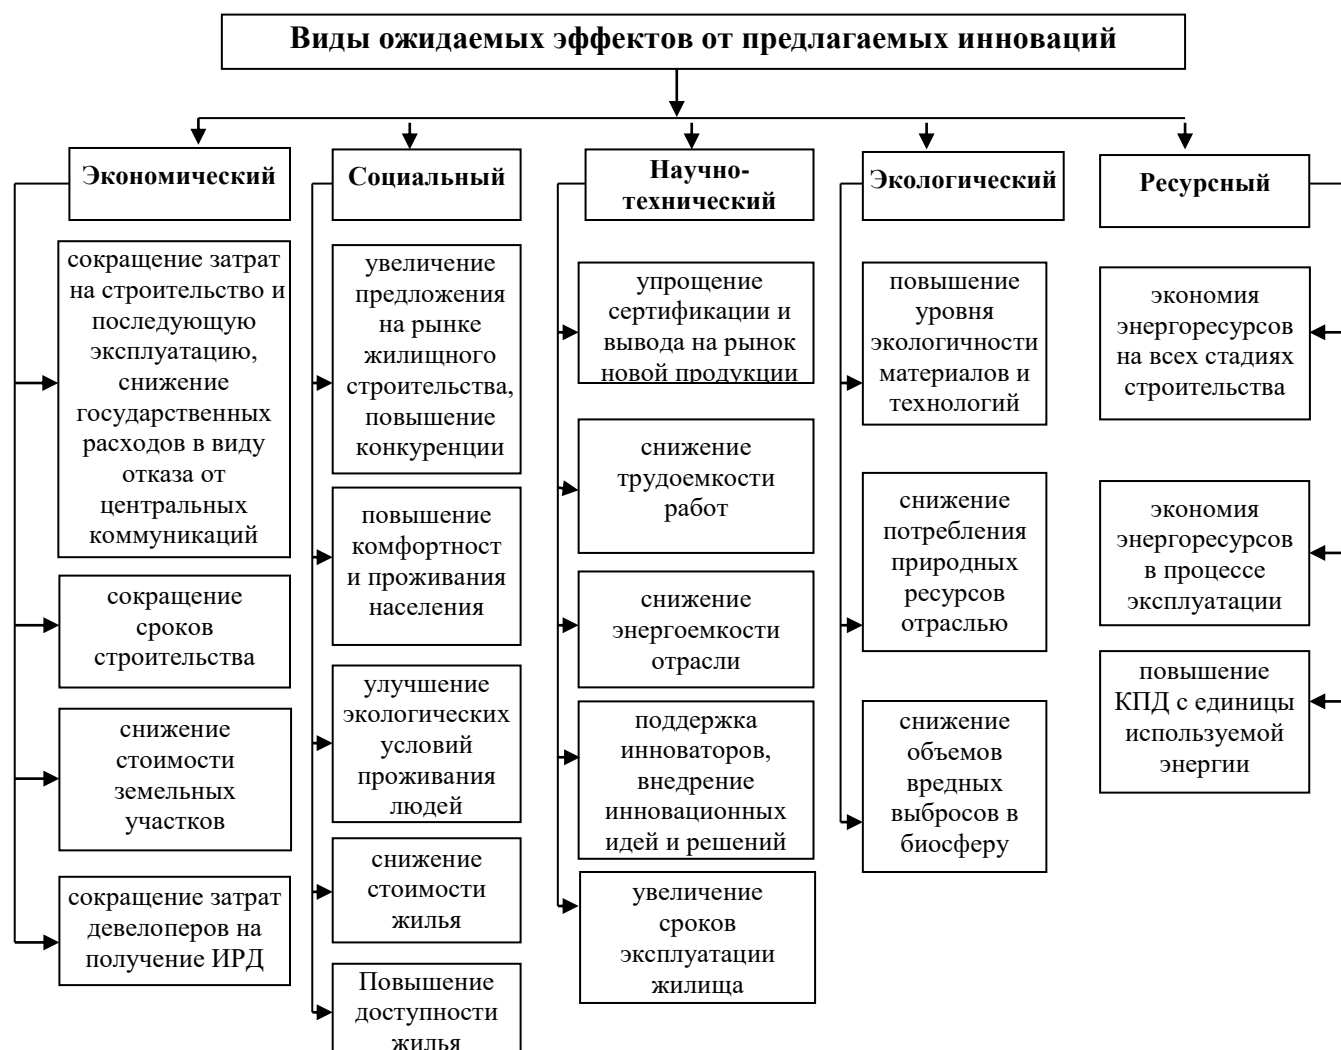 Виды ожидаемых эффектов от предлагаемых инноваций
Экономический
сокращение затрат
на строительство и
последующую
эксплуатацию,
снижение
государственных
расходов в виду
отказа от
центральных
коммуникаций
сокращение
сроков
строительства
снижение
стоимости
земельных
участков
сокращение затрат
девелоперов на
получение ИРД
Социальный
увеличение
предложения
на рынке
жилищного
строительства,
повышение
конкуренции
повышение
комфортност
и проживания
населения
улучшение
экологических
условий
проживания
людей
снижение
стоимости
жилья
Повышение
доступности
жилья
Научно-
технический
упрощение
сертификации и
вывода на рынок
новой продукции
снижение
трудоемкости
работ
снижение
энергоемкости
отрасли
поддержка
инноваторов,
внедрение
инновационных
идей и решений
увеличение
сроков
эксплуатации
жилища
Экологический
повышение
уровня
экологичности
материалов и
технологий
снижение
потребления
природных
ресурсов
отраслью
снижение
объемов
вредных
выбросов в
биосферу
Ресурсный
экономия
энергоресурсов
на всех стадиях
строительства
экономия
энергоресурсов
в процессе
эксплуатации
повышение
КПД с единицы
используемой
энергии